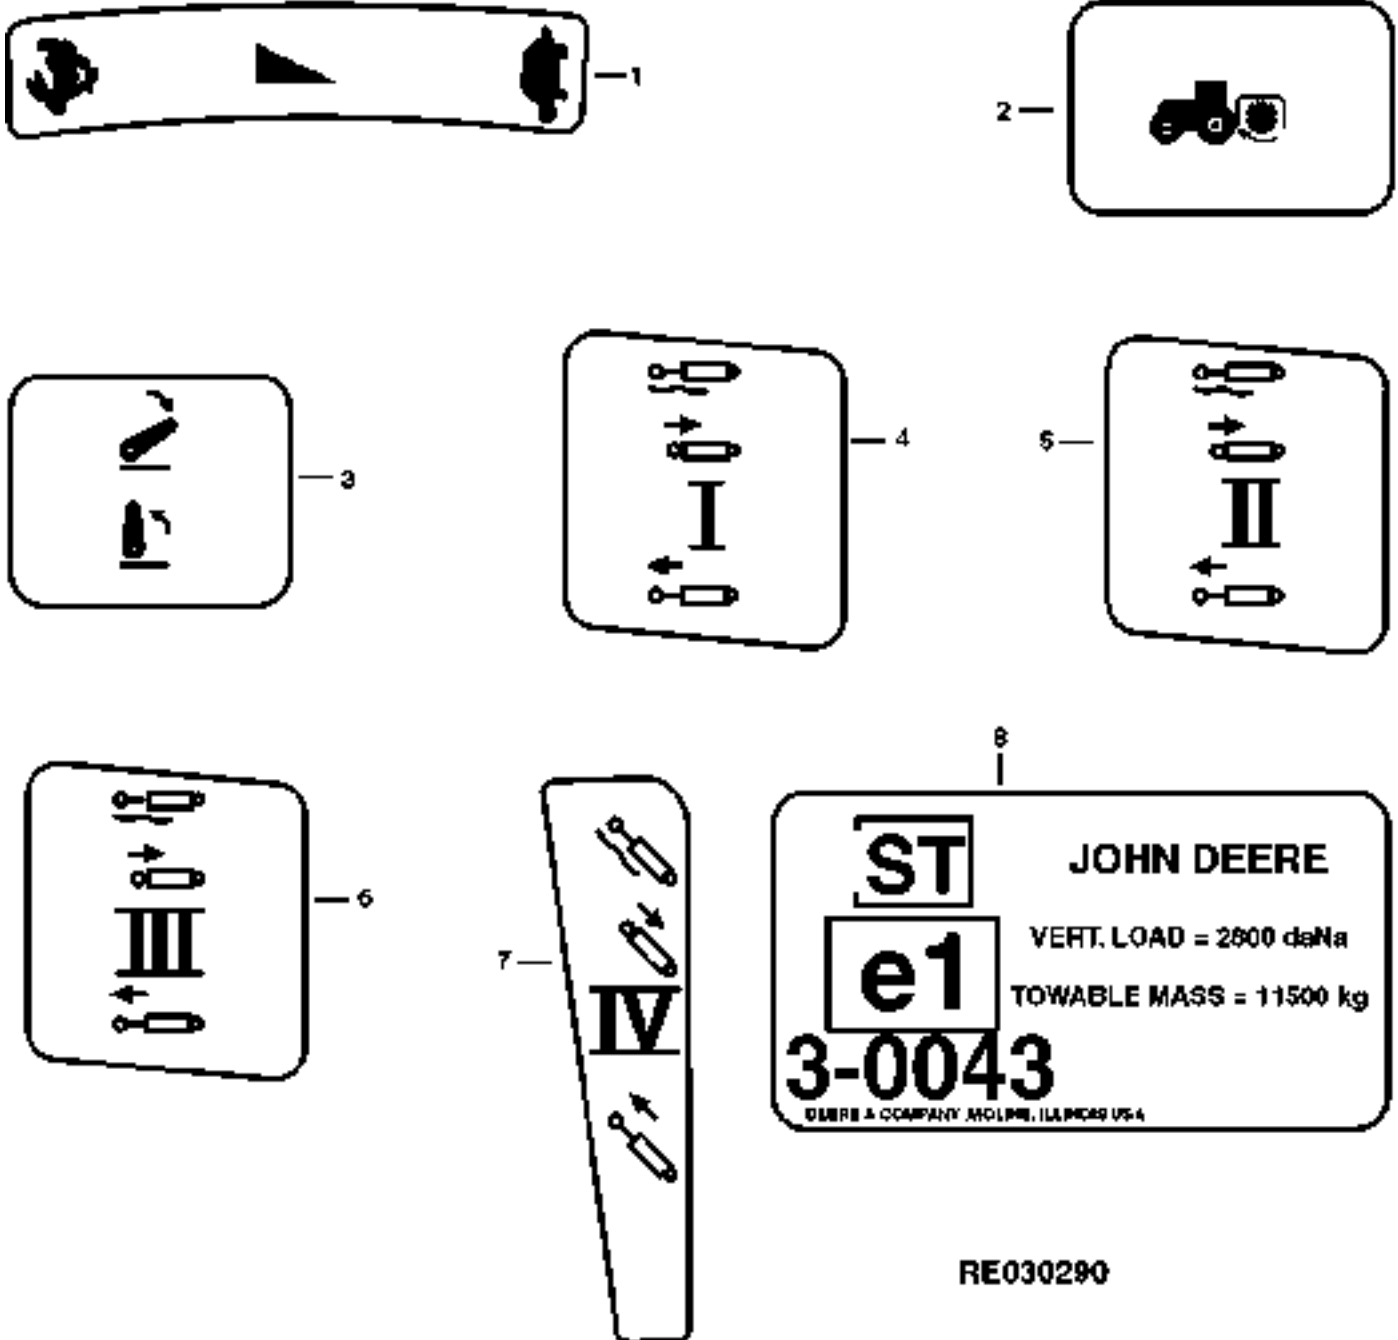 1
2
3
4
5
I
II
6
7
8
III
IV
ST
JOHN DEERE
e1
VERT. LOAD = 2800 daNa
TOWABLE MASS = 11500 kg
3-0043
DEERE & COMPANY MOLINE, ILLINOIS USA
RE030290